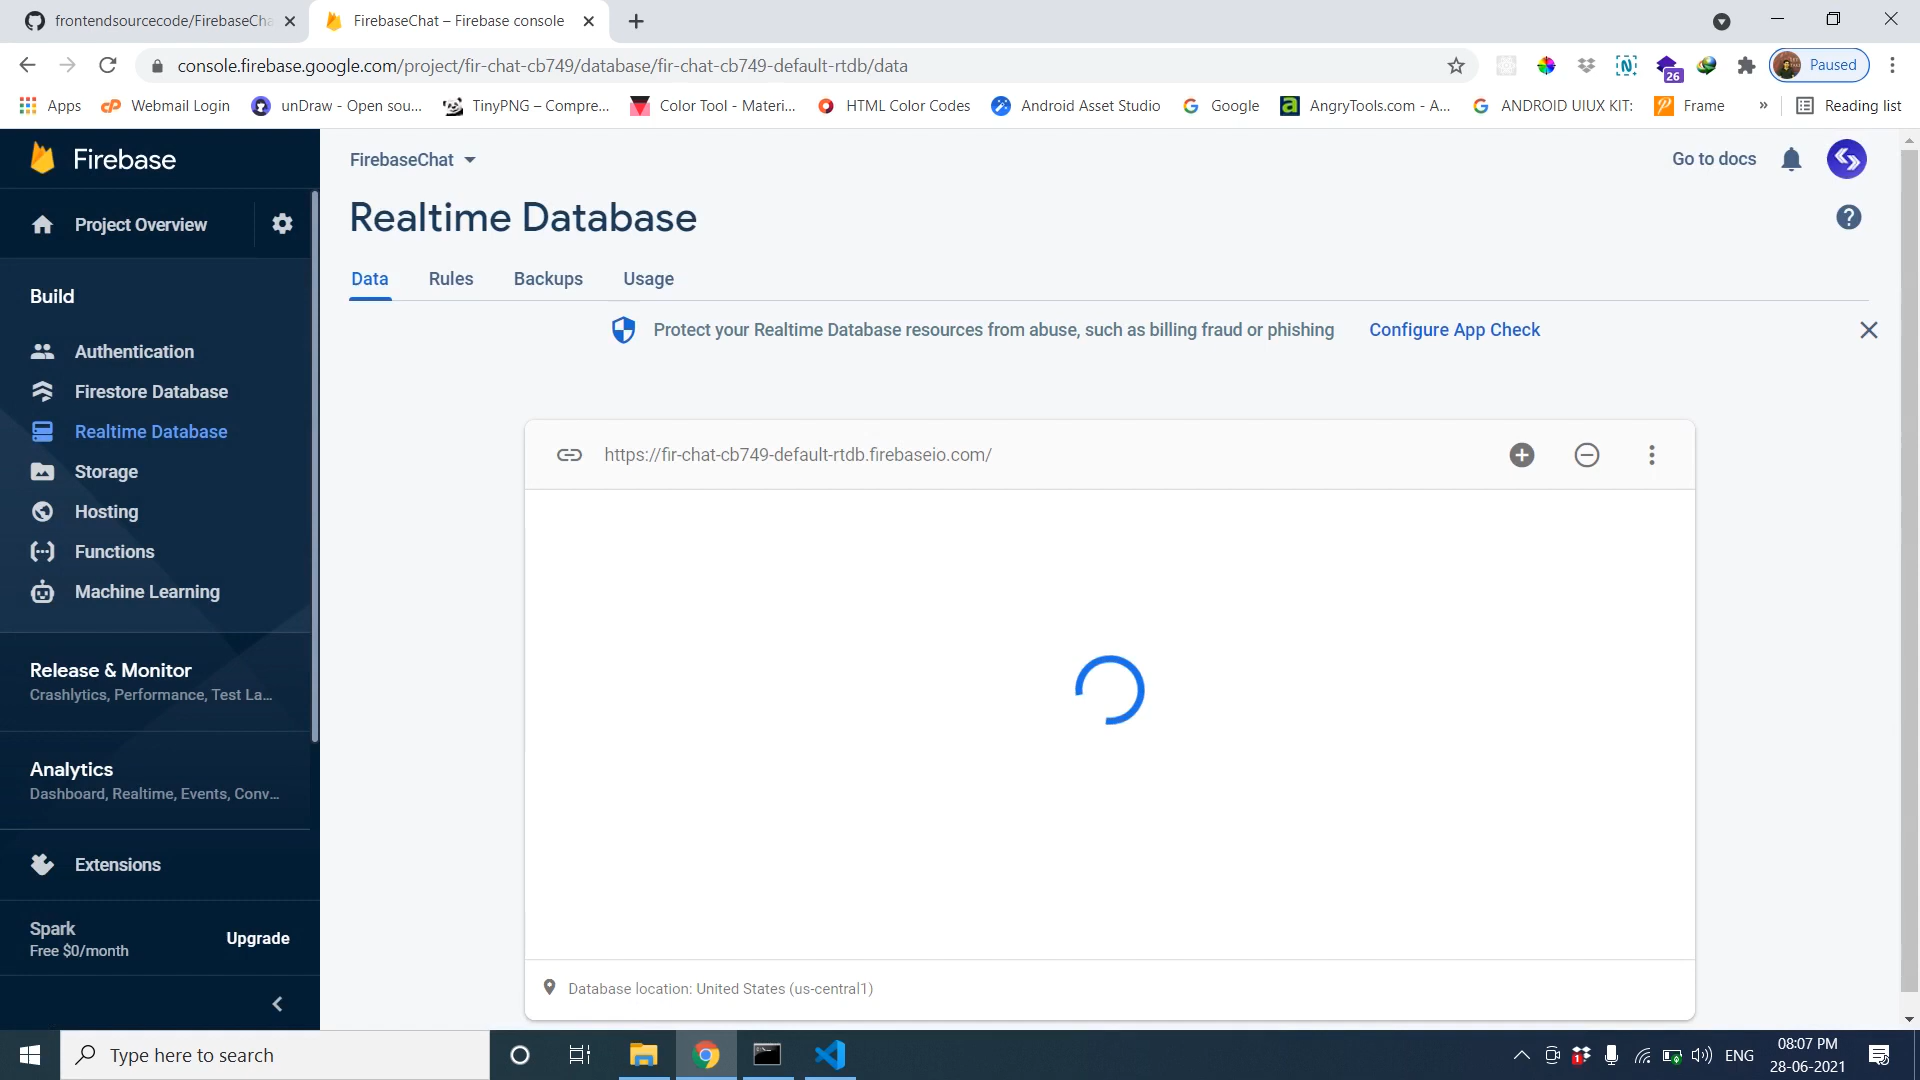 frontendsourcecode/FirebaseCha
FirebaseChat – Firebase console
console.firebase.google.com/project/fir-chat-cb749/database/fir-chat-cb749-default-rtdb/data
26
Paused
Apps
Webmail Login
unDraw - Open sou...
TinyPNG – Compre...
Color Tool - Materi...
HTML Color Codes
Android Asset Studio
Google
AngryTools.com - A...
ANDROID UIUX KIT:
Frame
»
Reading list
Firebase
FirebaseChat
Go to docs
Project Overview
Realtime Database
Data
Rules
Backups
Usage
Build
Protect your Realtime Database resources from abuse, such as billing fraud or phishing
Configure App Check
Authentication
Firestore Database
Realtime Database
Storage
Hosting
Functions
Machine Learning
https://fir-chat-cb749-default-rtdb.firebaseio.com/
Release & Monitor
Crashlytics, Performance, Test La...
Analytics
Dashboard, Realtime, Events, Conv...
Extensions
Spark
Free $0/month
Upgrade
Database location: United States (us-central1)
Type here to search
1
ENG
08:07 PM
28-06-2021